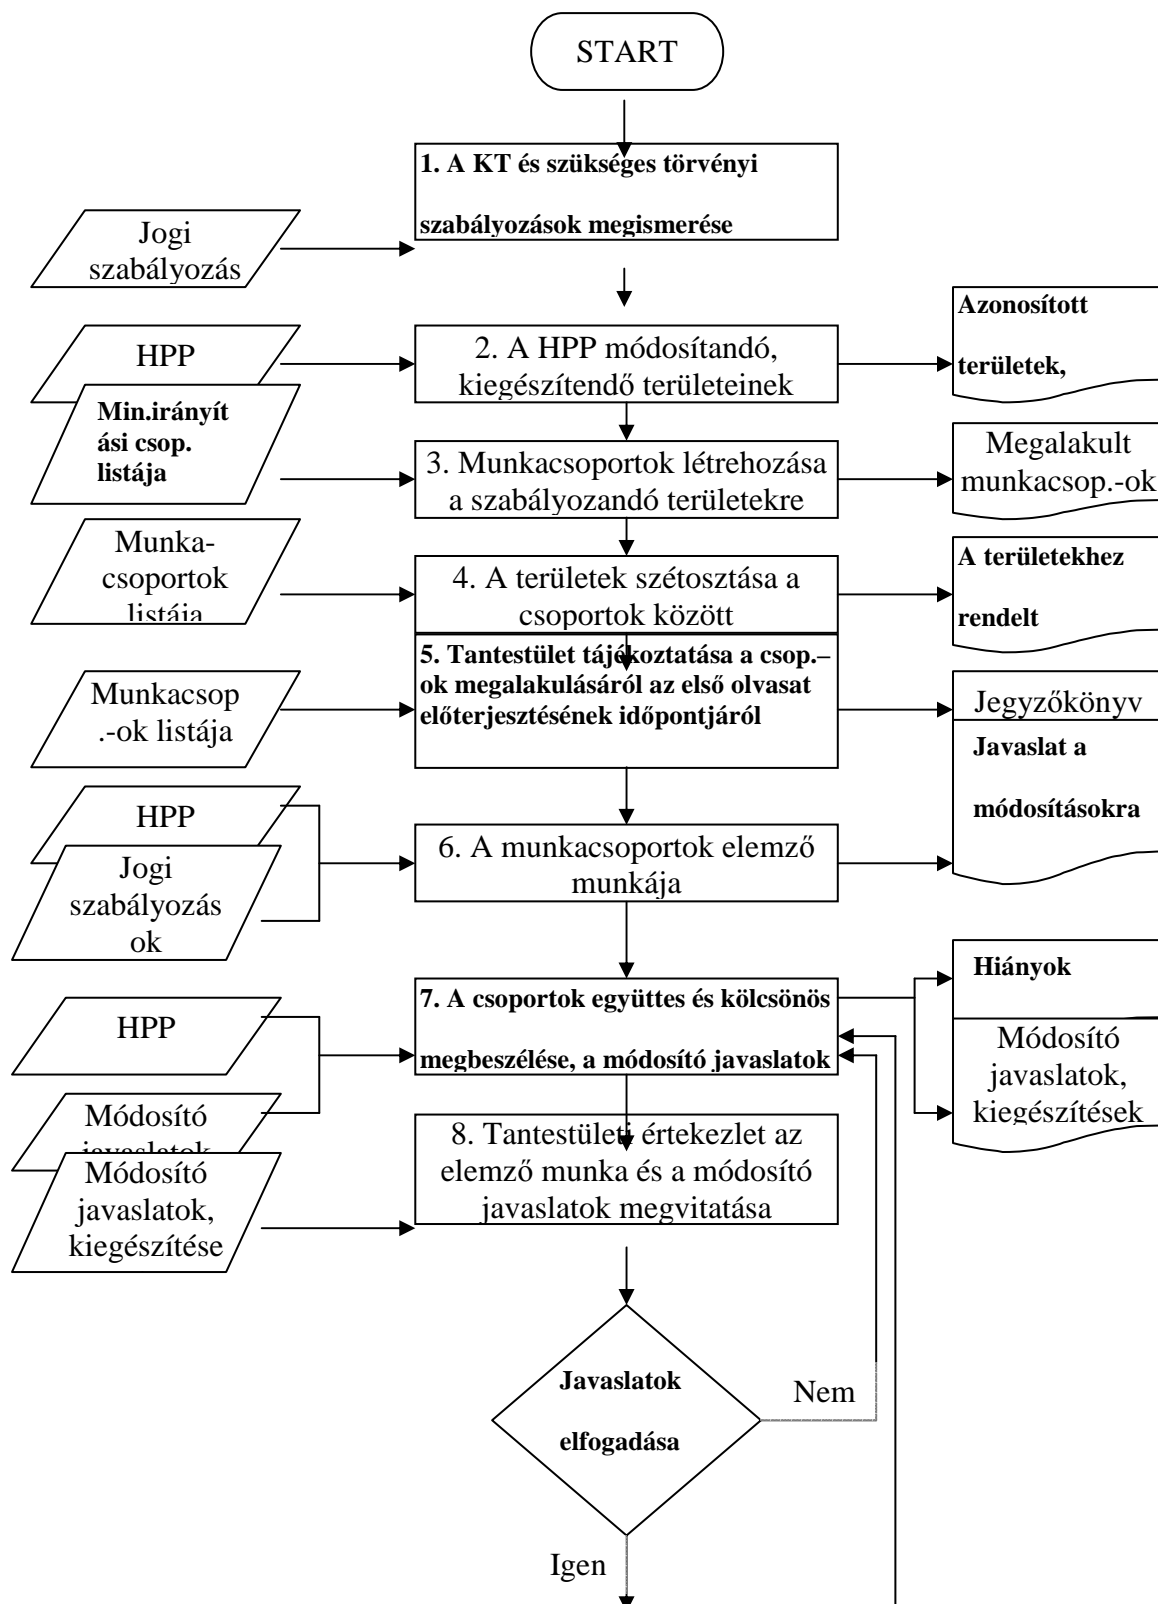 START
1. A KT és szükséges törvényi
szabályozások megismerése
Jogi
szabályozás
HPP
2. A HPP módosítandó,
kiegészítendő területeinek
Azonosított
területek,
Min.irányít
ási csop.
listája
3. Munkacsoportok létrehozása
a szabályozandó területekre
Megalakult
munkacsop.-ok
Munka-
csoportok
listája
4. A területek szétosztása a
csoportok között
A területekhez
rendelt
5. Tantestület tájékoztatása a csop.–
ok megalakulásáról az első olvasat
előterjesztésének időpontjáról
Munkacsop
.-ok listája
Jegyzőkönyv
Javaslat a
módosításokra
HPP
Jogi
szabályozás
ok
6. A munkacsoportok elemző
munkája
7. A csoportok együttes és kölcsönös
megbeszélése, a módosító javaslatok
Hiányok
Módosító
javaslatok,
kiegészítések
HPP
Módosító
javaslatok
Módosító
javaslatok,
kiegészítése
8. Tantestületi értekezlet az
elemző munka és a módosító
javaslatok megvitatása
Javaslatok
elfogadása
Nem
Igen